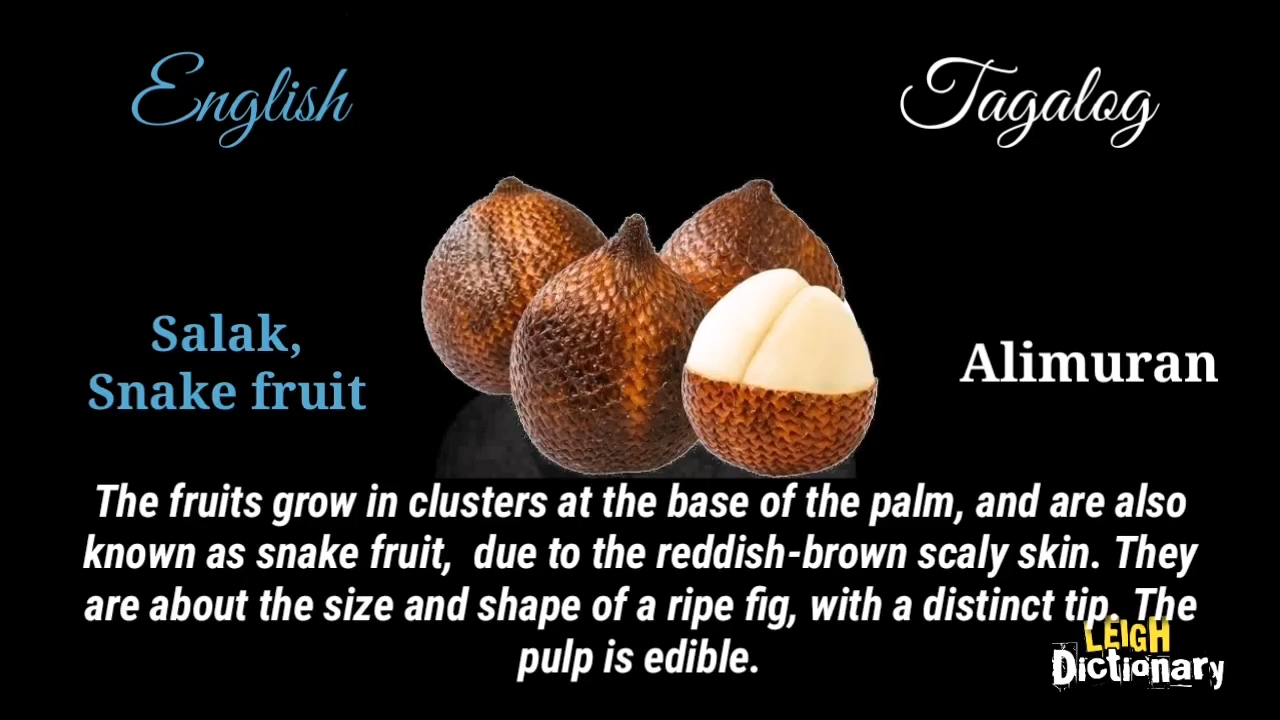 English
Tagalog
Salak,
Snake fruit
Alimuran
The fruits grow in clusters at the base of the palm, and are also
known as snake fruit,  due to the reddish-brown scaly skin. They
are about the size and shape of a ripe fig, with a distinct tip. The
pulp is edible.
LEIGH
Dictionary